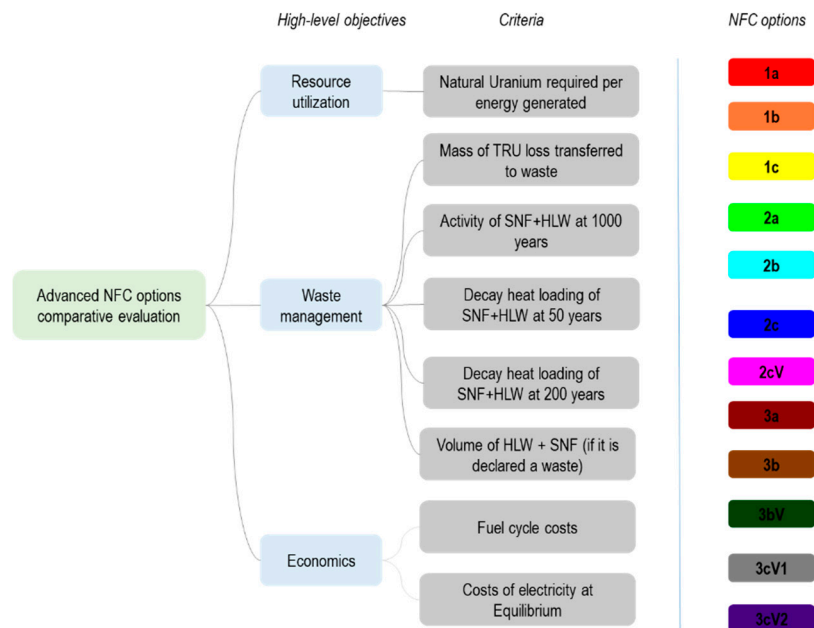 High-level objectives
Criteria
NFC options
Advanced NFC options
comparative evaluation
Resource
utilization
Natural Uranium required per
energy generated
Waste
management
Mass of TRU loss transferred
to waste
Activity of SNF+HLW at 1000
years
Decay heat loading of
SNF+HLW at 50 years
Decay heat loading of
SNF+HLW at 200 years
Volume of HLW + SNF (if it is
declared a waste)
Economics
Fuel cycle costs
Costs of electricity at
Equilibrium
1a
1b
1c
2a
2b
2c
2cV
3a
3b
3bV
3cV1
3cV2